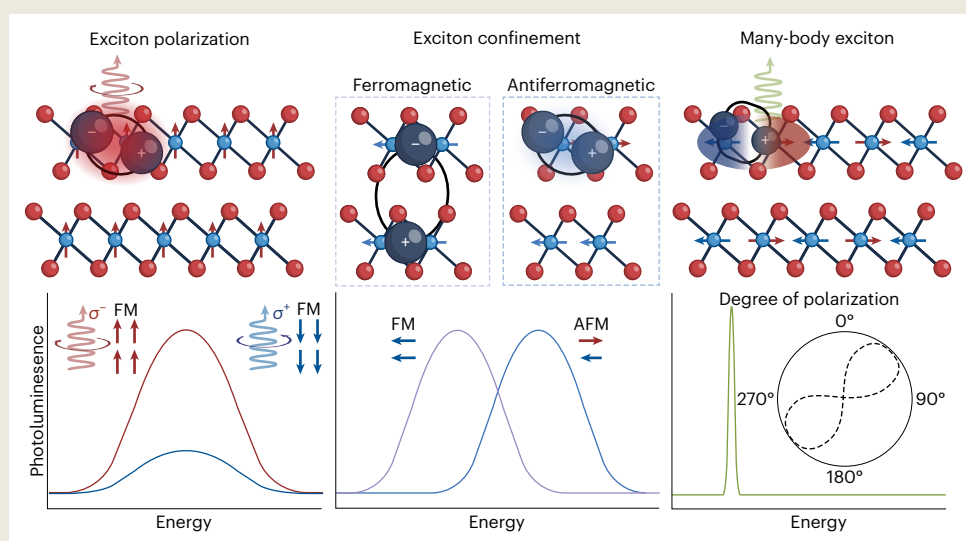 Exciton polarization
Exciton confinement
Many-body exciton
Ferromagnetic
Antiferromagnetic
−
+
−
+
−
+
+
Photoluminesence
σ− FM
σ+ FM
Energy
FM
AFM
Energy
Degree of polarization
0°
270°
90°
180°
Energy